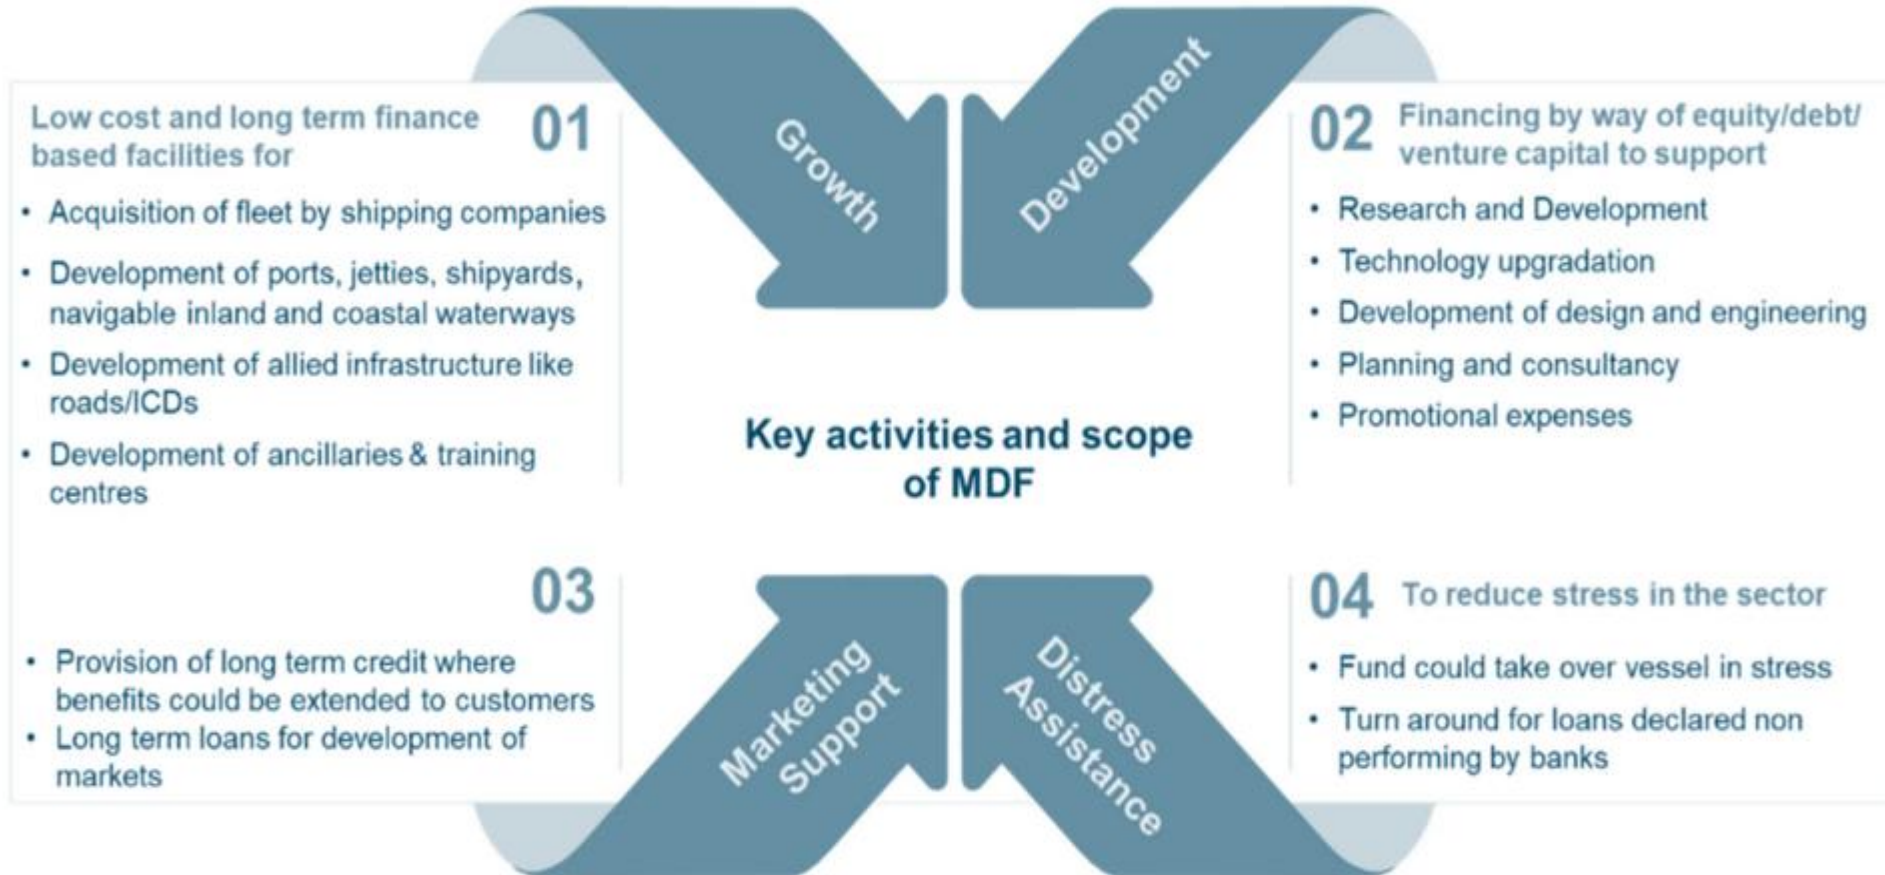 Low cost and long term finance
based facilities for
01
• Acquisition of fleet by shipping companies
• Development of ports, jetties, shipyards,
navigable inland and coastal waterways
• Development of allied infrastructure like
roads/ICDs
• Development of ancillaries & training
centres
Growth
Development
02
Financing by way of equity/debt/
venture capital to support
• Research and Development
• Technology upgradation
• Development of design and engineering
• Planning and consultancy
• Promotional expenses
Key activities and scope
of MDF
03
• Provision of long term credit where
benefits could be extended to customers
• Long term loans for development of
markets
Marketing
Support
Distress
Assistance
04
To reduce stress in the sector
• Fund could take over vessel in stress
• Turn around for loans declared non
performing by banks